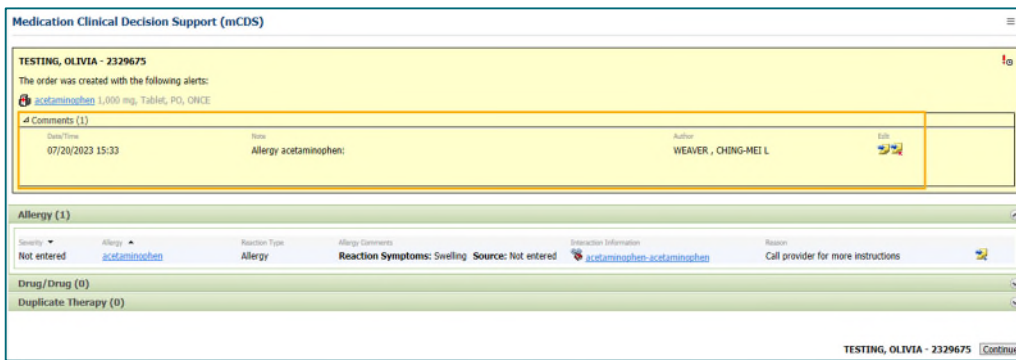 Medication Clinical Decision Support (mCDS)
TESTING, OLIVIA - 2329675
The order was created with the following alerts:
acetaminophen 1,000 mg, Tablet, PO, ONCE
Comments (1)
Date/Time Note Author Edit
07/20/2023 15:33 Allergy acetaminophen: WEAVER , CHING-MEI L
Allergy (1)
Severity Allergy Reaction Type Allergy Comments Interaction Information Reason
Not entered acetaminophen Allergy Reaction Symptoms: Swelling Source: Not entered acetaminophen-acetaminophen Call provider for more instructions
Drug/Drug (0)
Duplicate Therapy (0)
TESTING, OLIVIA - 2329675 Continue